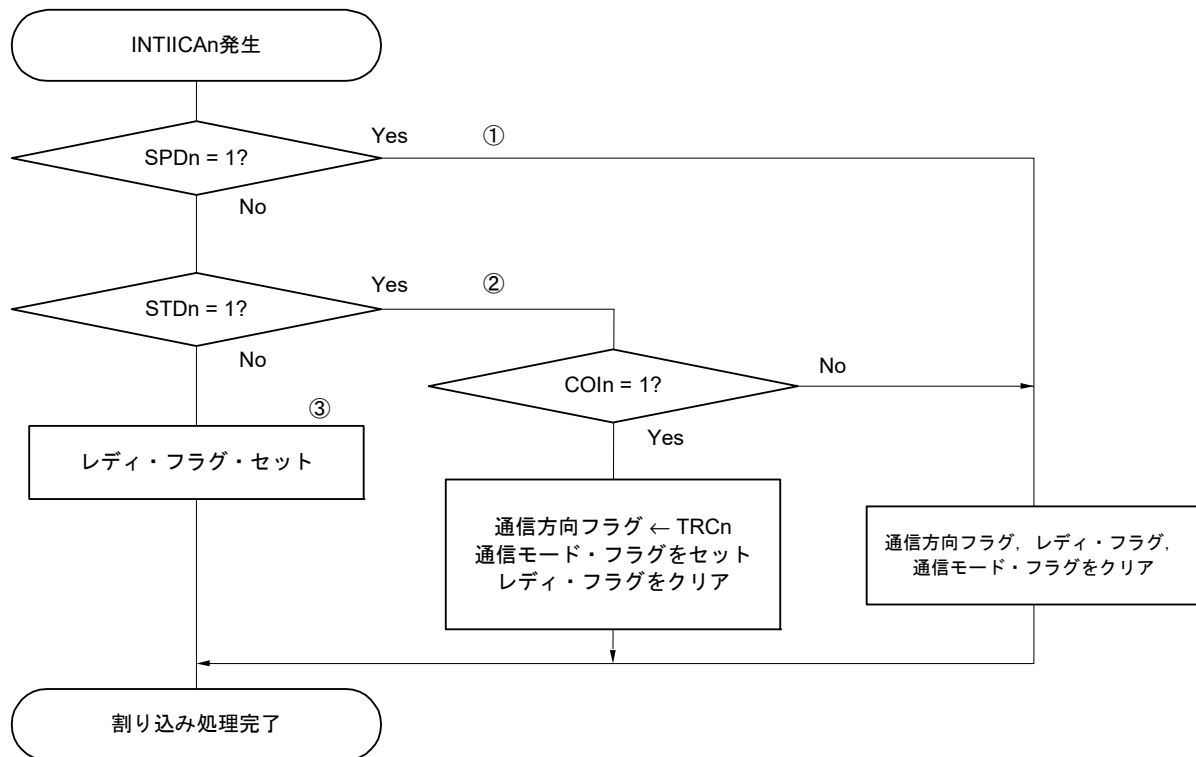 INTIICAn発生
SPDn = 1?
Yes
①
No
STDn = 1?
Yes
②
No
COIn = 1?
No
Yes
③
レディ・フラグ・セット
通信方向フラグ ← TRCn
通信モード・フラグをセット
レディ・フラグをクリア
通信方向フラグ，レディ・フラグ，
通信モード・フラグをクリア
割り込み処理完了